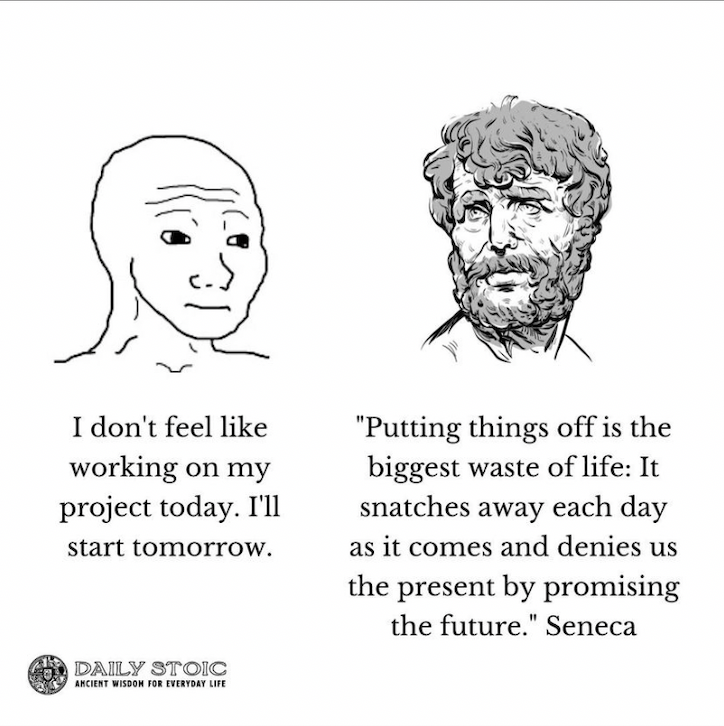 I don't feel like
working on my
project today. I'll
start tomorrow.
"Putting things off is the
biggest waste of life: It
snatches away each day
as it comes and denies us
the present by promising
the future." Seneca
DAILY STOIC
ANCIENT WISDOM FOR EVERYDAY LIFE